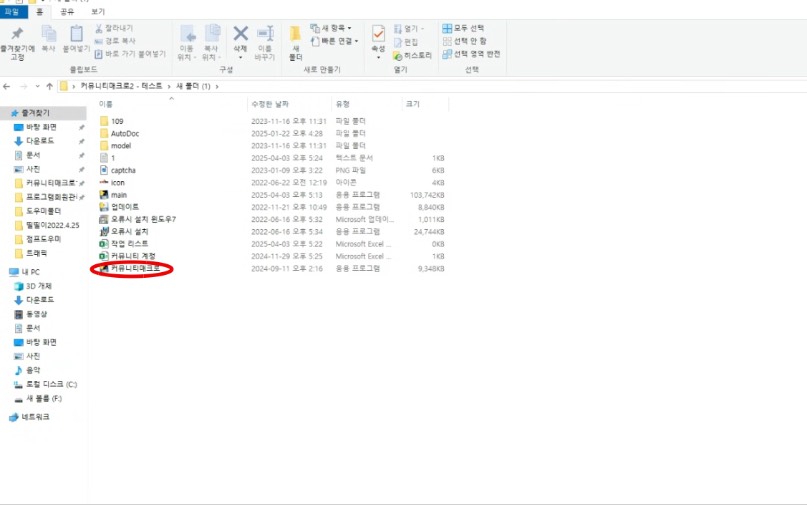 파일 홈 공유 보기
즐겨찾기에 고정
복사
붙여넣기
잘라내기
경로 복사
바로 가기 붙여넣기
클립보드
이동 위치
복사 위치
삭제
이름 바꾸기
구성
새 폴더
새 항목
빠른 연결
새로 만들기
속성
열기
편집
히스토리
열기
모두 선택
선택 안 함
선택 영역 반전
선택
커뮤니티매크로2 - 테스트 > 새 폴더 (1) >
이름 수정한 날짜 유형 크기
109 2023-11-16 오후 11:31 파일 폴더
AutoDoc 2025-01-22 오후 4:28 파일 폴더
model 2023-11-16 오후 11:31 파일 폴더
1 2025-04-03 오후 5:24 텍스트 문서 1KB
captcha 2023-01-09 오후 3:22 PNG 파일 6KB
icon 2022-06-22 오전 12:19 아이콘 4KB
main 2025-04-03 오후 5:13 응용 프로그램 103,742KB
업데이트 2022-11-21 오후 10:49 응용 프로그램 8,840KB
오류시 설치 윈도우7 2022-06-16 오후 5:32 Microsoft 업데이... 1,011KB
오류시 설치 2022-06-16 오후 5:34 응용 프로그램 24,744KB
작업 리스트 2025-04-03 오후 5:22 Microsoft Excel ... 0KB
커뮤니티 계정 2024-11-29 오후 5:25 Microsoft Excel ... 1KB
커뮤니티매크로 2024-09-11 오후 2:16 응용 프로그램 9,348KB
즐겨찾기
바탕 화면
다운로드
문서
사진
커뮤니티매크로
프로그램회원관
도우미폴더
띨띨이2022.4.25
점프도우미
트래픽
내 PC
3D 개체
다운로드
동영상
문서
바탕 화면
사진
음악
로컬 디스크 (C:)
새 볼륨 (F:)
네트워크